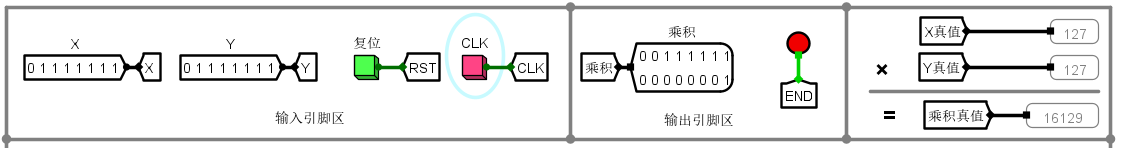 X
0 1 1 1 1 1 1 1
X
Y
0 1 1 1 1 1 1 1
Y
复位
RST
CLK
CLK
输入引脚区
乘积
乘积
0 0 1 1 1 1 1 1
0 0 0 0 0 0 0 1
END
输出引脚区
X真值
127
×
Y真值
127
=
乘积真值
16129